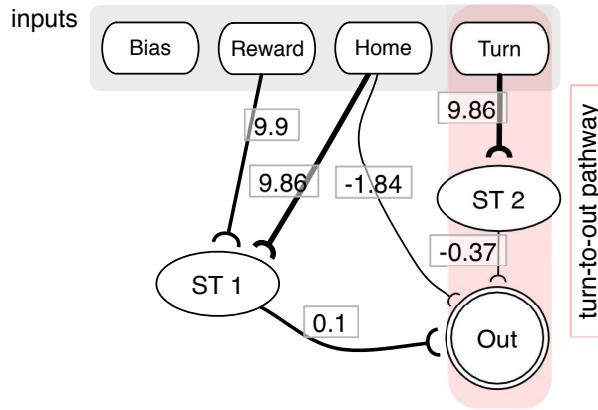 inputs
Bias
Reward
Home
Turn
9.9
9.86
-1.84
9.86
ST 1
ST 2
-0.37
0.1
Out
turn-to-out pathway